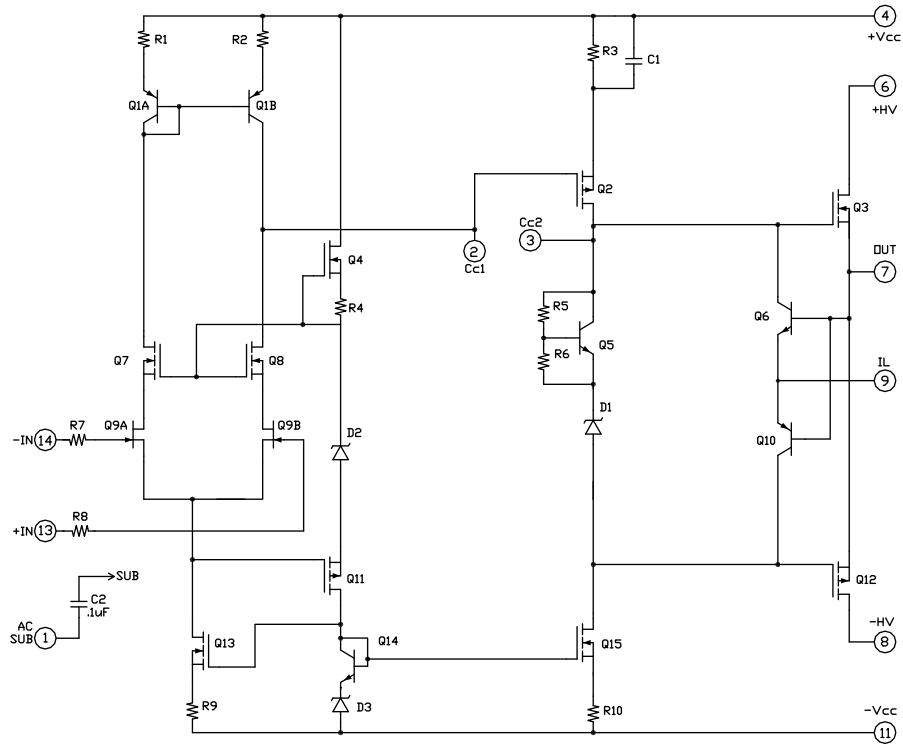 R1
R2
R3
C1
4
+Vcc
Q1A
Q1B
6
+HV
Q2
Q3
Cc2
3
2
Cc1
Q4
OUT
7
R4
R5
Q6
Q7
Q8
R6
Q5
IL
9
R7
Q9A
Q9B
D1
-IN 14
D2
Q10
R8
+IN 13
SUB
Q11
Q12
C2
.1uF
AC
SUB 1
Q13
Q14
Q15
-HV
8
R9
D3
R10
-Vcc
11